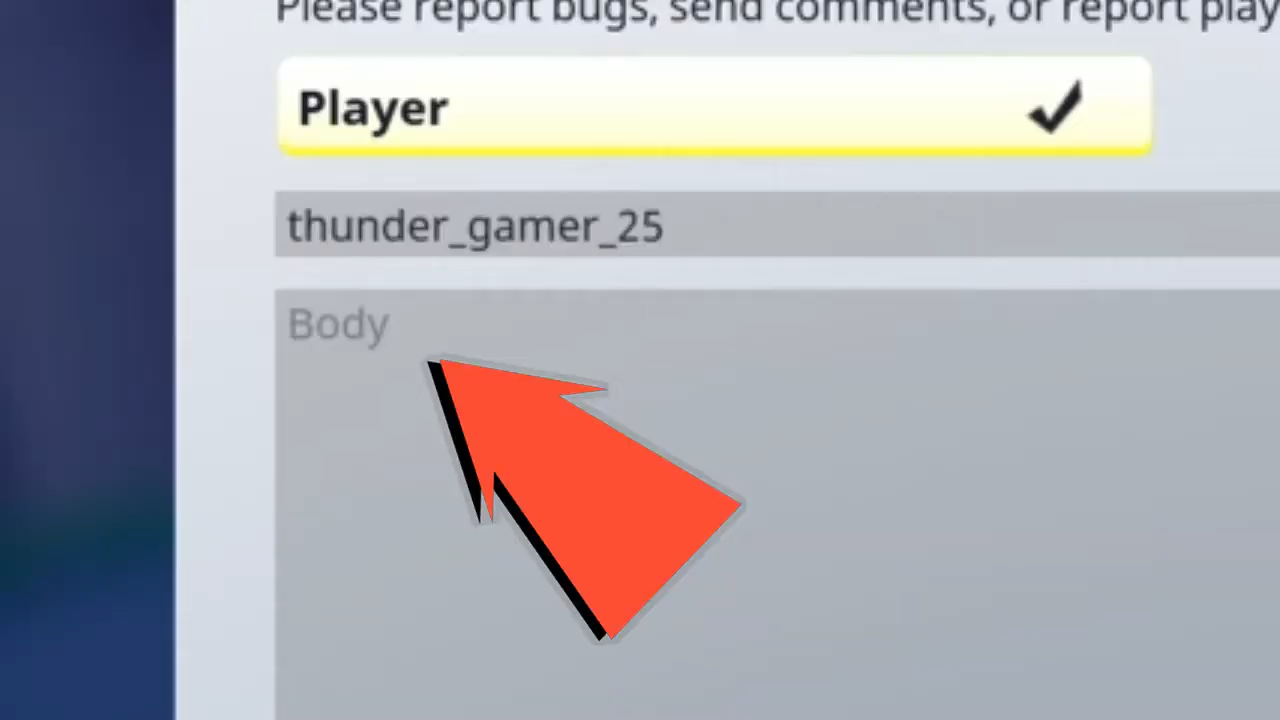 Please report bugs, send comments, or report play
Player
thunder_gamer_25
Body